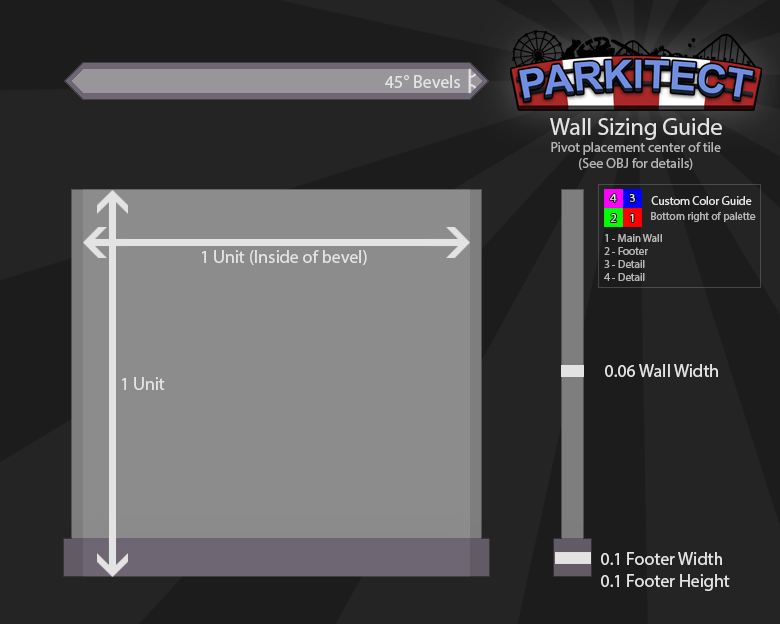 45° Bevels
PARKITECT
Wall Sizing Guide
Pivot placement center of tile
(See OBJ for details)
4 3
2 1
Custom Color Guide
Bottom right of palette
1 - Main Wall
2 - Footer
3 - Detail
4 - Detail
1 Unit (Inside of bevel)
1 Unit
0.06 Wall Width
0.1 Footer Width
0.1 Footer Height